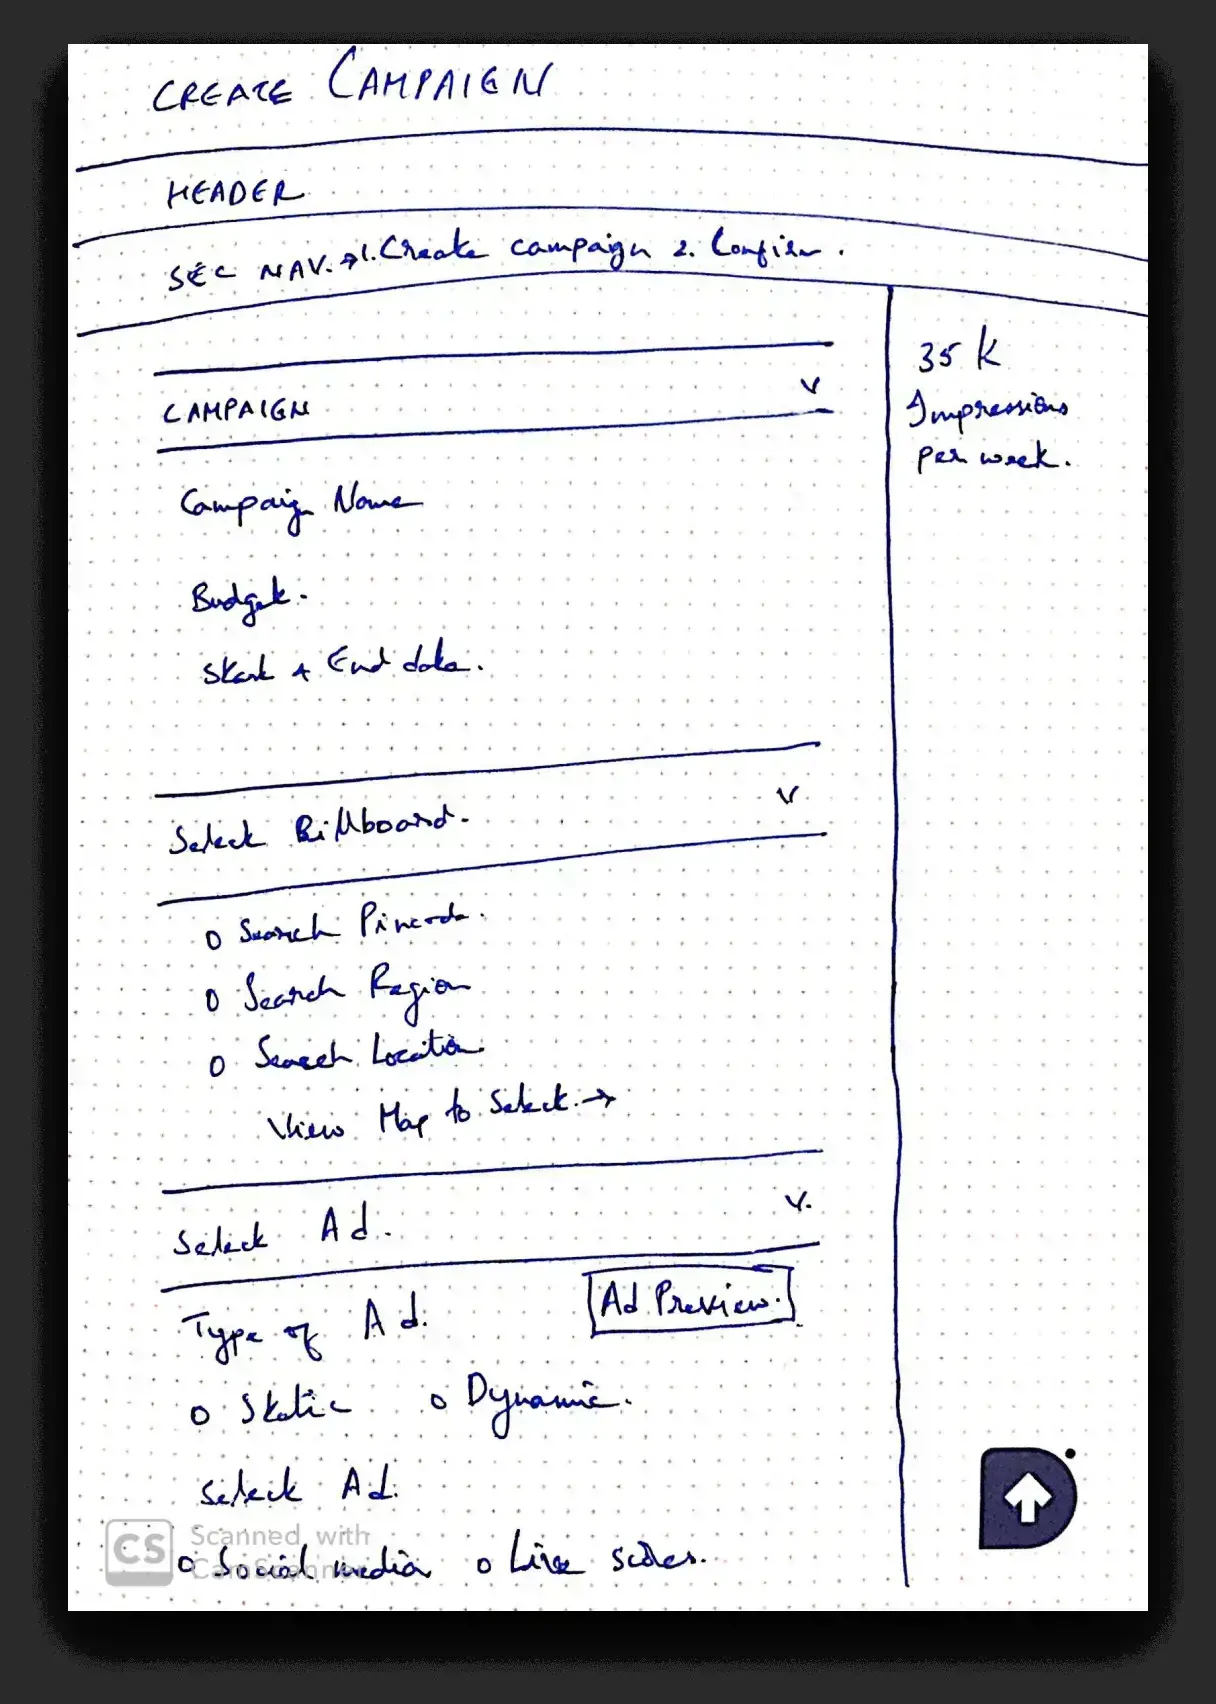 CREATE CAMPAIGN
HEADER
SEC NAV. → 1. Create campaign 2. Confirm.
CAMPAIGN
35 K
Impressions
per week.
Campaign Name
Budget.
Start + End date.
Select Billboard.
o Search Pincode.
o Search Region
o Search Location
View Map to Select. →
Select Ad.
Type of Ad.
Ad Preview.
o Static o Dynamic.
Select Ad.
CS Scanned with
CamScanner
o Social media o Live